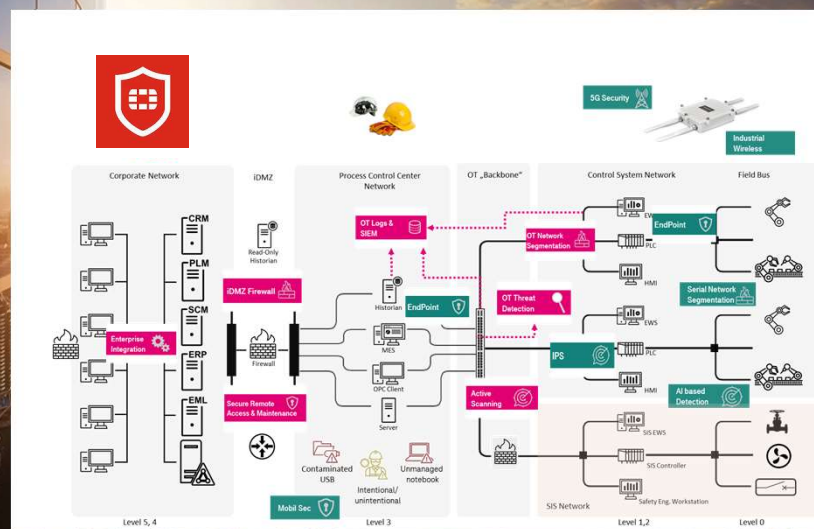 5G Security
Industrial
Wireless
Corporate Network
iDMZ
Process Control Center
Network
OT „Backbone"
Control System Network
Field Bus
CRM
PLM
SCM
ERP
EML
Enterprise
Integration
Read-Only
Historian
iDMZ Firewall
Firewall
Secure Remote
Access & Maintenance
OT Logs &
SIEM
Historian
EndPoint
MES
OPC Client
Server
OT Threat
Detection
Active
Scanning
OT Network
Segmentation
EndPoint
PLC
HMI
Serial Network
Segmentation
EWS
IPS
PLC
HMI
AI based
Detection
Contaminated
USB
Intentional/
unintentional
Unmanaged
notebook
Mobil Sec
SIS EWS
SIS Controller
SIS Network
Safety Eng. Workstation
Level 5, 4
Level 3
Level 1,2
Level 0